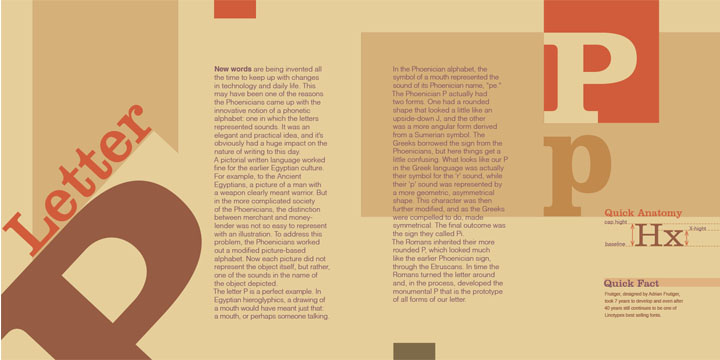 Letter
P
New words are being invented all
the time to keep up with changes
in technology and daily life. This
may have been one of the reasons
the Phoenicians came up with the
innovative notion of a phonetic
alphabet: one in which the letters
represented sounds. It was an
elegant and practical idea, and it's
obviously had a huge impact on the
nature of writing to this day.
A pictorial written language worked
fine for the earlier Egyptian culture.
For example, to the Ancient
Egyptians, a picture of a man with
a weapon clearly meant warrior. But
in the more complicated society
of the Phoenicians, the distinction
between merchant and money-
lender was not so easy to represent
with an illustration. To address this
problem, the Phoenicians worked
out a modified picture-based
alphabet. Now each picture did not
represent the object itself, but rather,
one of the sounds in the name of
the object depicted.
The letter P is a perfect example. In
Egyptian hieroglyphics, a drawing of
a mouth would have meant just that:
a mouth, or perhaps someone talking.
In the Phoenician alphabet, the
symbol of a mouth represented the
sound of its Phoenician name, "pe."
The Phoenician P actually had
two forms. One had a rounded
shape that looked a little like an
upside-down J, and the other
was a more angular form derived
from a Sumerian symbol. The
Greeks borrowed the sign from the
Phoenicians, but here things get a
little confusing. What looks like our P
in the Greek language was actually
their symbol for the 'r' sound, while
their 'p' sound was represented by
a more geometric, asymmetrical
shape. This character was then
further modified, and as the Greeks
were compelled to do, made
symmetrical. The final outcome was
the sign they called Pi.
The Romans inherited their more
rounded P, which looked much
like the earlier Phoenician sign,
through the Etruscans. In time the
Romans turned the letter around
and, in the process, developed the
monumental P that is the prototype
of all forms of our letter.
P
p
Quick Anatomy
cap hight
Hx
X-hight
baseline
Quick Fact
Frutiger, designed by Adrian Frutiger,
took 7 years to develop and even after
40 years still continues to be one of
Linotypes best selling fonts.